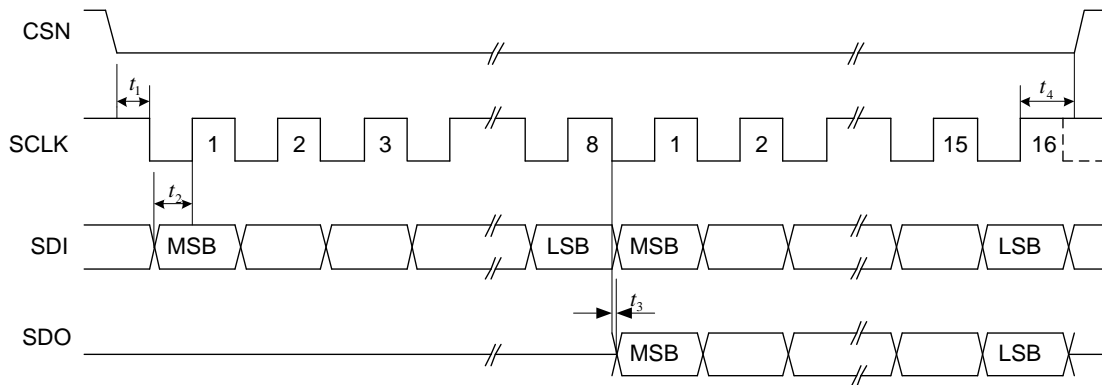 CSN
t1
t4
SCLK
1 2 3 8 1 2 15 16
t2
SDI
MSB LSB MSB LSB
t3
SDO
MSB LSB